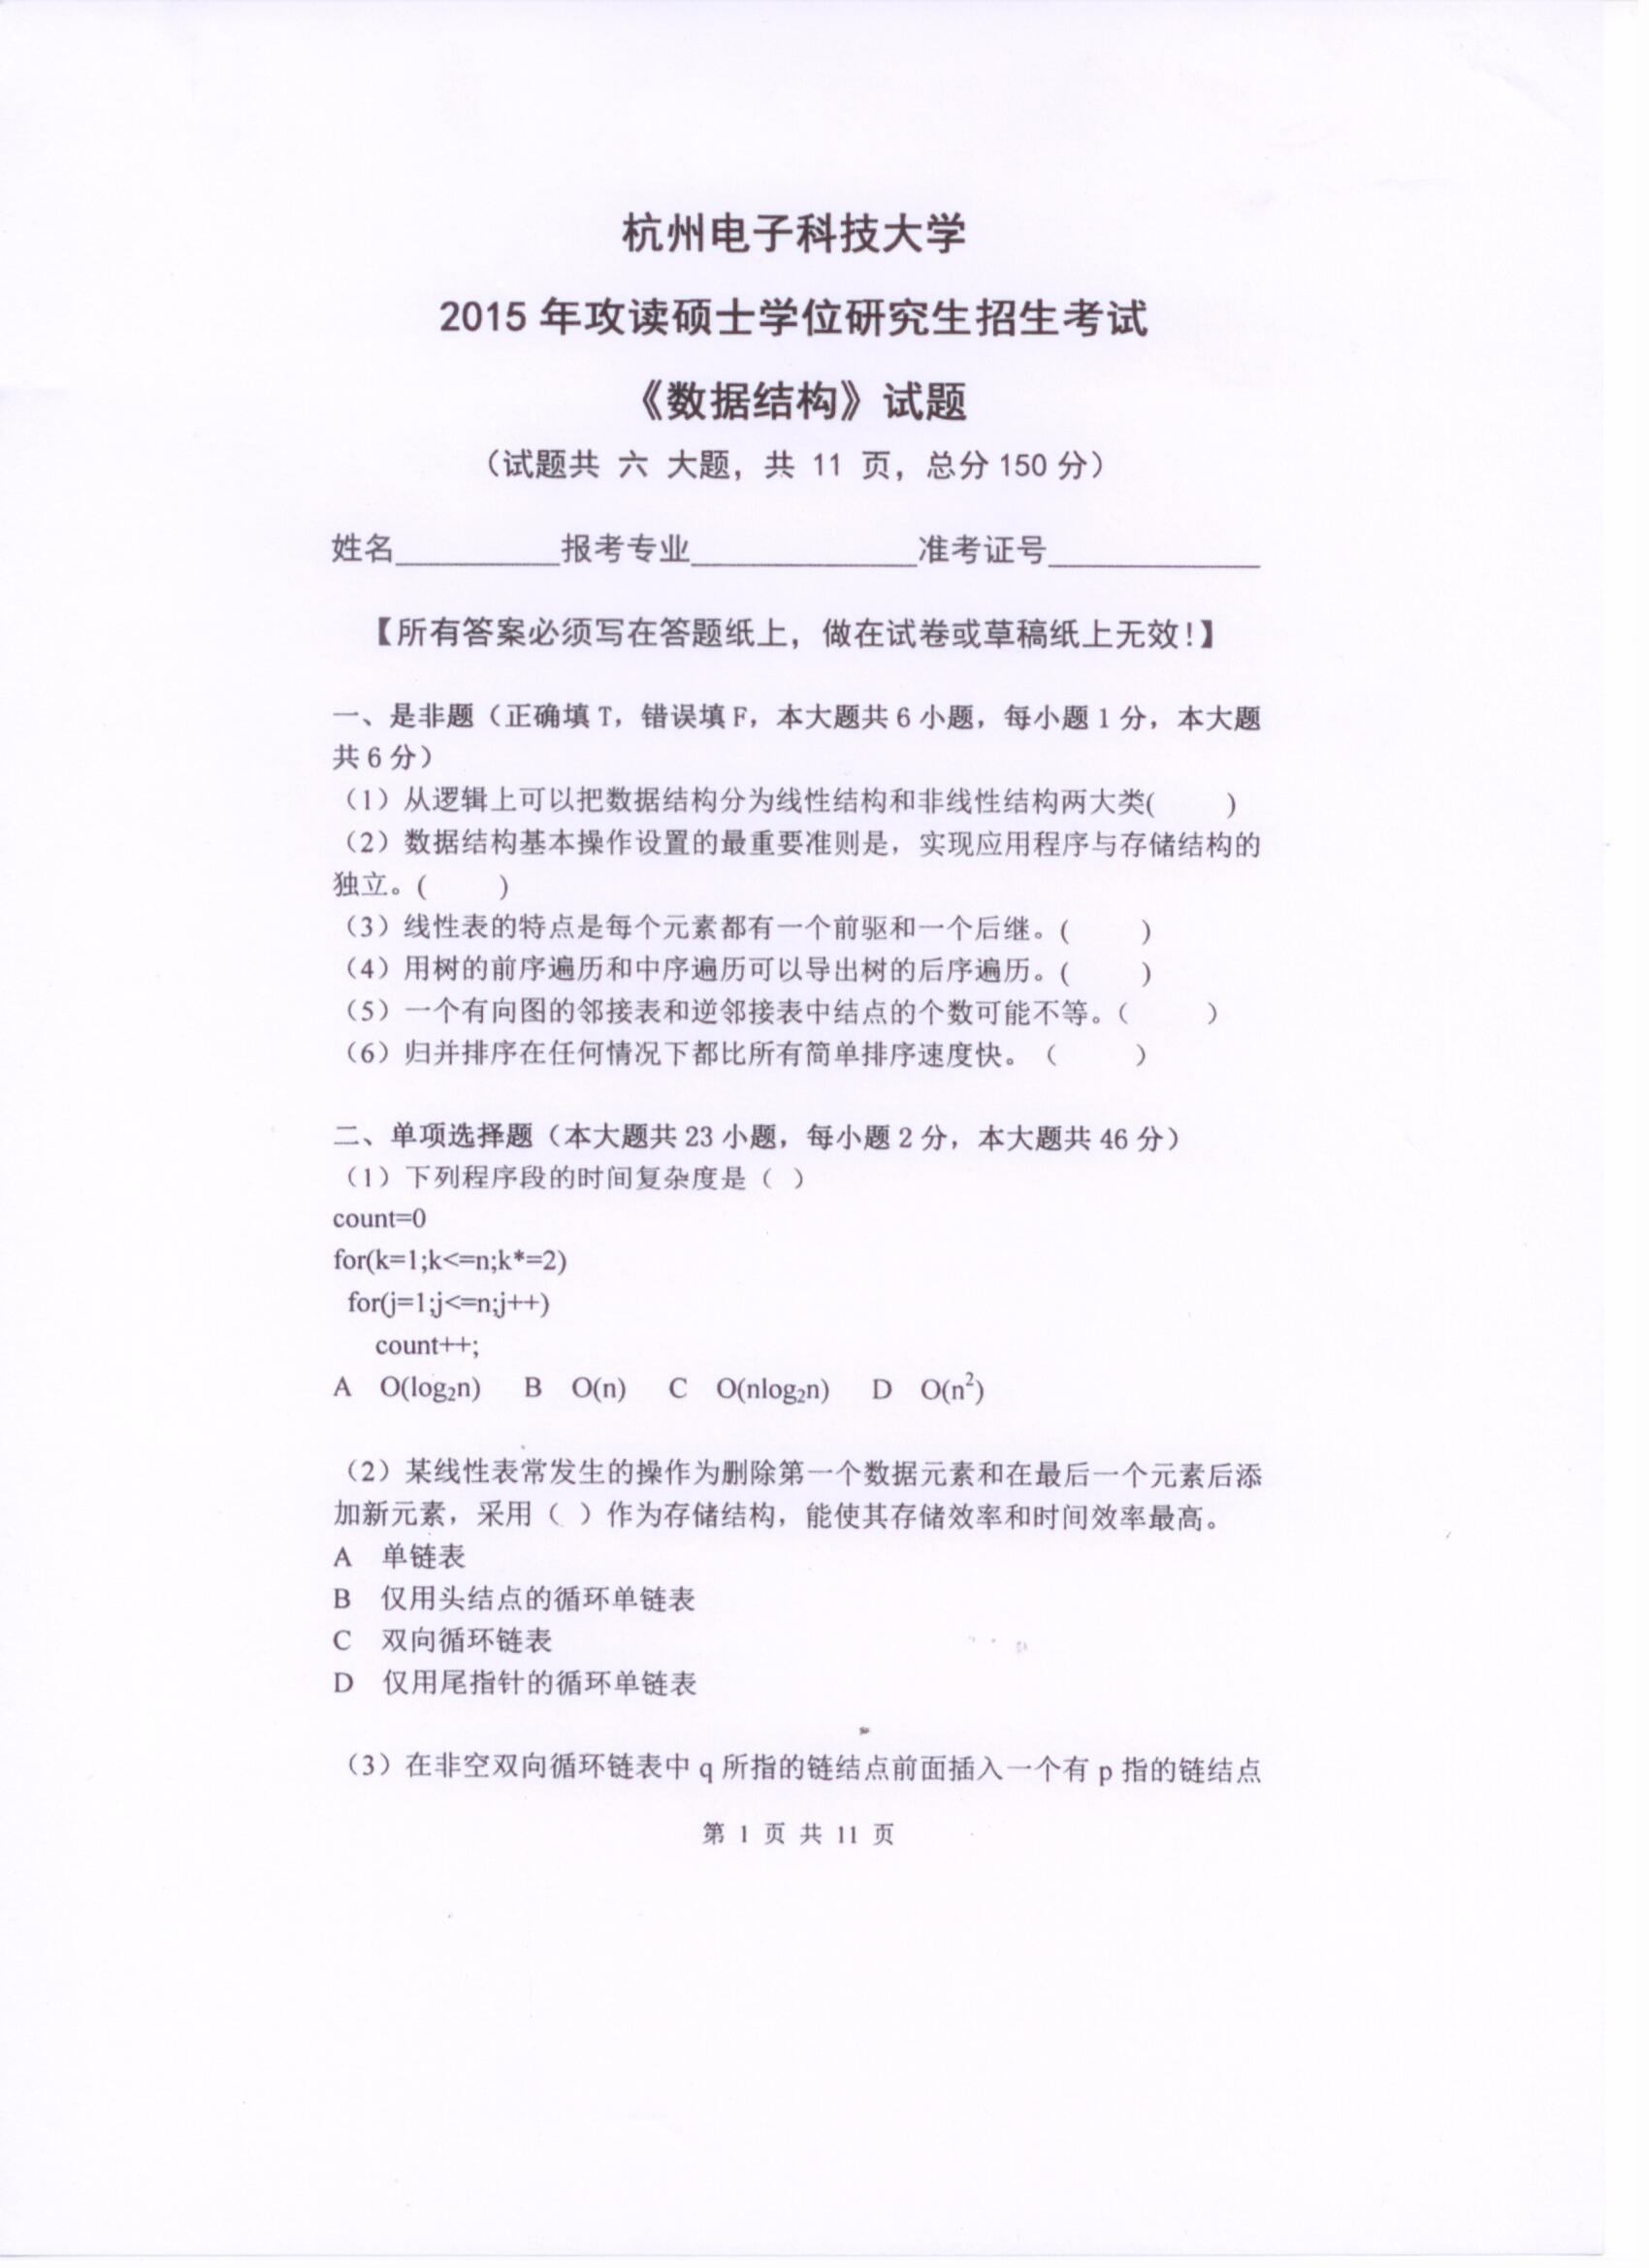 杭州电子科技大学
2015 年攻读硕士学位研究生招生考试
《数据结构》试题
（试题共 六 大题，共 11 页，总分 150 分）
姓名__________报考专业______________准考证号_____________
【所有答案必须写在答题纸上，做在试卷或草稿纸上无效！】
一、是非题（正确填 T，错误填 F，本大题共 6 小题，每小题 1 分，本大题
共 6 分）
（1）从逻辑上可以把数据结构分为线性结构和非线性结构两大类( )
（2）数据结构基本操作设置的最重要准则是，实现应用程序与存储结构的
独立。( )
（3）线性表的特点是每个元素都有一个前驱和一个后继。( )
（4）用树的前序遍历和中序遍历可以导出树的后序遍历。( )
（5）一个有向图的邻接表和逆邻接表中结点的个数可能不等。（ ）
（6）归并排序在任何情况下都比所有简单排序速度快。（ ）
二、单项选择题（本大题共 23 小题，每小题 2 分，本大题共 46 分）
（1）下列程序段的时间复杂度是（ ）
count=0
for(k=1;k<=n;k*=2)
for(j=1;j<=n;j++)
count++;
A O(log₂n) B O(n) C O(nlog₂n) D O(n²)
（2）某线性表常发生的操作为删除第一个数据元素和在最后一个元素后添
加新元素，采用（ ）作为存储结构，能使其存储效率和时间效率最高。
A 单链表
B 仅用头结点的循环单链表
C 双向循环链表
D 仅用尾指针的循环单链表
（3）在非空双向循环链表中 q 所指的链结点前面插入一个有 p 指的链结点
第 1 页 共 11 页